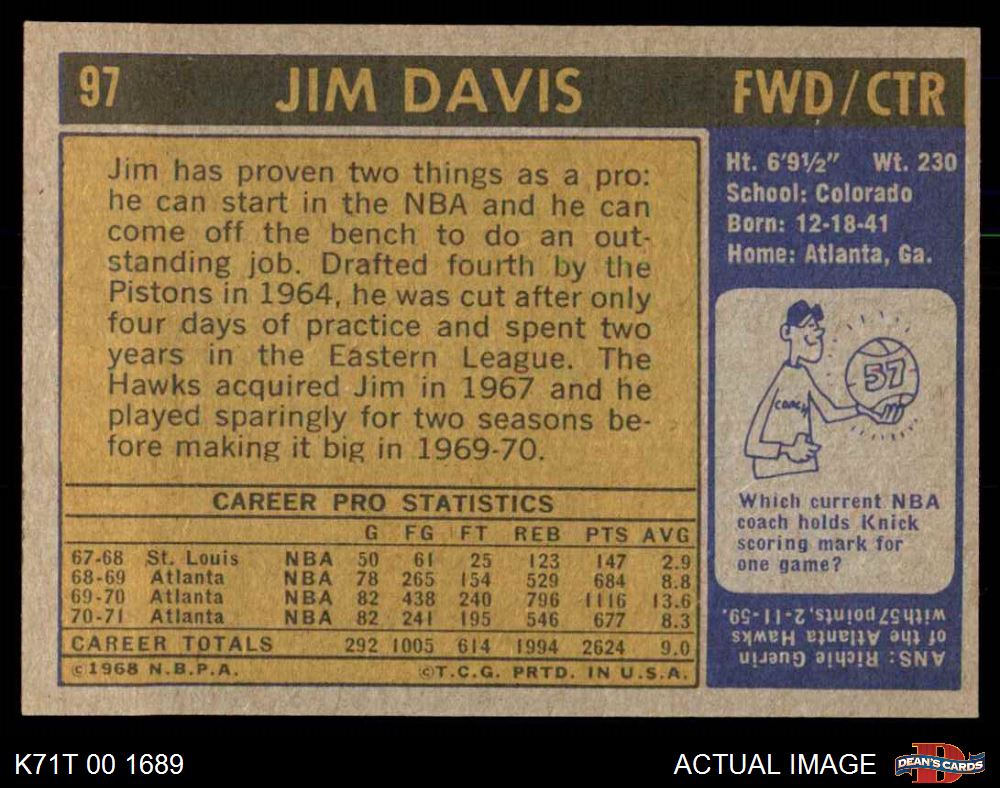 97 JIM DAVIS FWD/CTR
Jim has proven two things as a pro:
he can start in the NBA and he can
come off the bench to do an out-
standing job. Drafted fourth by the
Pistons in 1964, he was cut after only
four days of practice and spent two
years in the Eastern League. The
Hawks acquired Jim in 1967 and he
played sparingly for two seasons be-
fore making it big in 1969-70.
CAREER PRO STATISTICS
G FG FT REB PTS AVG
67-68 St. Louis NBA 50 61 25 123 147 2.9
68-69 Atlanta NBA 78 265 154 529 684 8.8
69-70 Atlanta NBA 82 438 240 796 1116 13.6
70-71 Atlanta NBA 82 241 195 546 677 8.3
CAREER TOTALS 292 1005 614 1994 2624 9.0
©1968 N.B.P.A. ©T.C.G. PRTD. IN U.S.A.
Ht. 6'9½" Wt. 230
School: Colorado
Born: 12-18-41
Home: Atlanta, Ga.
57
COACH
Which current NBA
coach holds Knick
scoring mark for
one game?
ANS: Richie Guerin
of the Atlanta Hawks
with 57 points, 2-11-59.
K71T 00 1689 ACTUAL IMAGE
D
DEAN'S CARDS